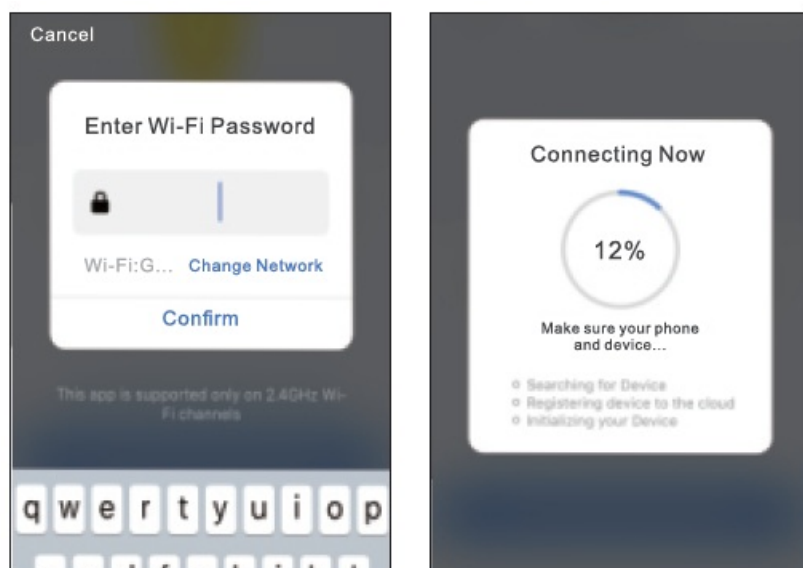 Cancel
Enter Wi-Fi Password
Wi-Fi:G... Change Network
Confirm
This app is supported only on 2.4GHz Wi-
Fi channels
q w e r t y u i o p
Connecting Now
12%
Make sure your phone
and device...
Searching for Device
Registering device to the cloud
Initializing your Device